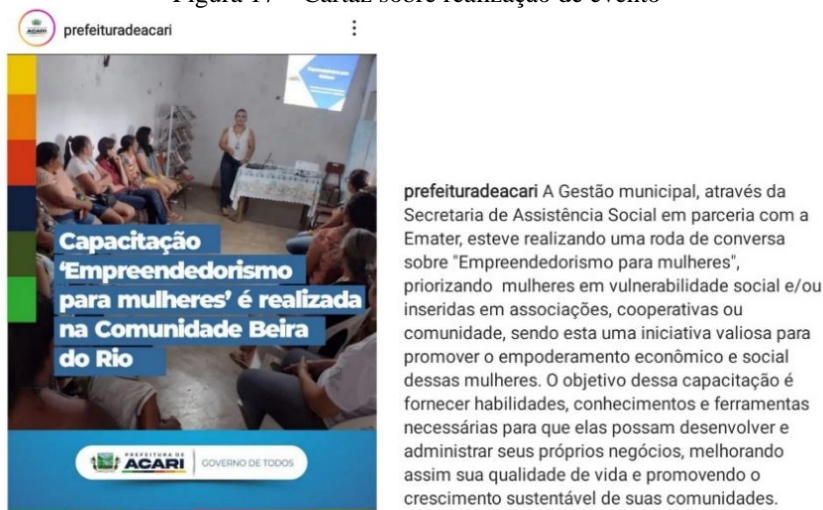 Figura 17 – Cartaz sobre realização de evento
prefeituradeacari
Capacitação
'Empreendedorismo
para mulheres' é realizada
na Comunidade Beira
do Rio
PREFEITURA DE
ACARI
GOVERNO DE TODOS
prefeituradeacari A Gestão municipal, através da
Secretaria de Assistência Social em parceria com a
Emater, esteve realizando uma roda de conversa
sobre "Empreendedorismo para mulheres",
priorizando mulheres em vulnerabilidade social e/ou
inseridas em associações, cooperativas ou
comunidade, sendo esta uma iniciativa valiosa para
promover o empoderamento econômico e social
dessas mulheres. O objetivo dessa capacitação é
fornecer habilidades, conhecimentos e ferramentas
necessárias para que elas possam desenvolver e
administrar seus próprios negócios, melhorando
assim sua qualidade de vida e promovendo o
crescimento sustentável de suas comunidades.